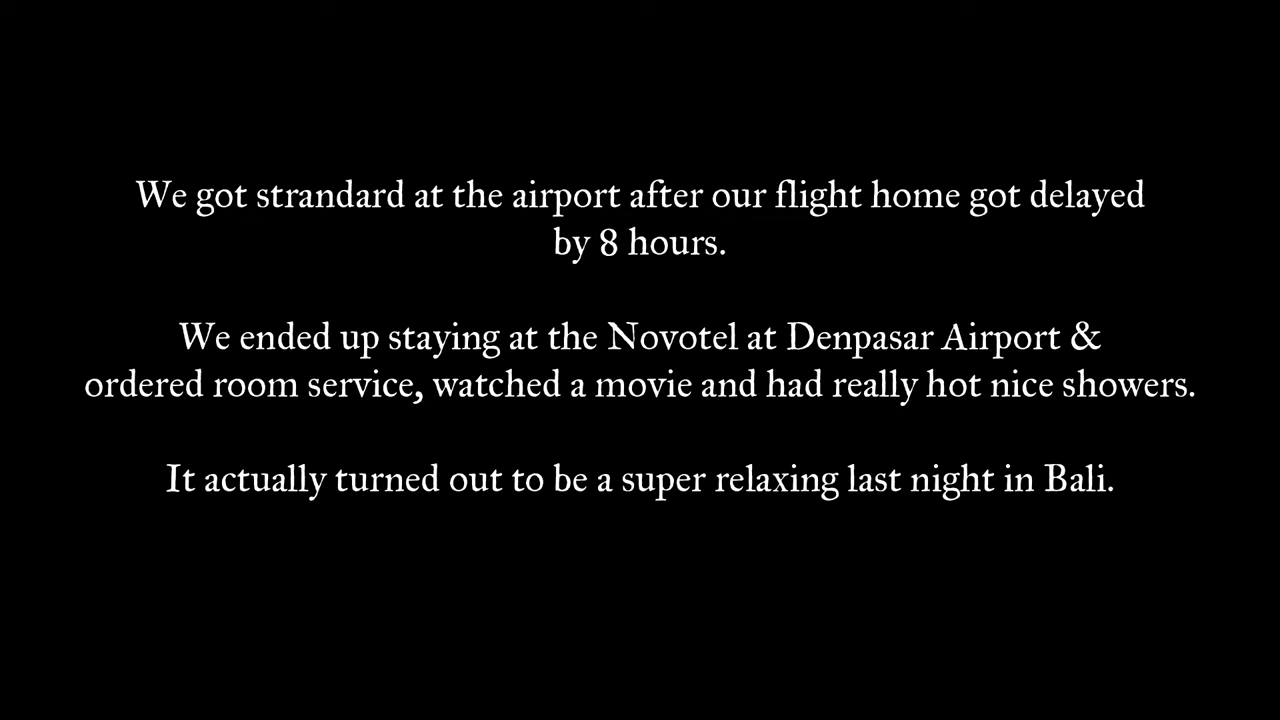 We got strandard at the airport after our flight home got delayed
by 8 hours.
We ended up staying at the Novotel at Denpasar Airport &
ordered room service, watched a movie and had really hot nice showers.
It actually turned out to be a super relaxing last night in Bali.